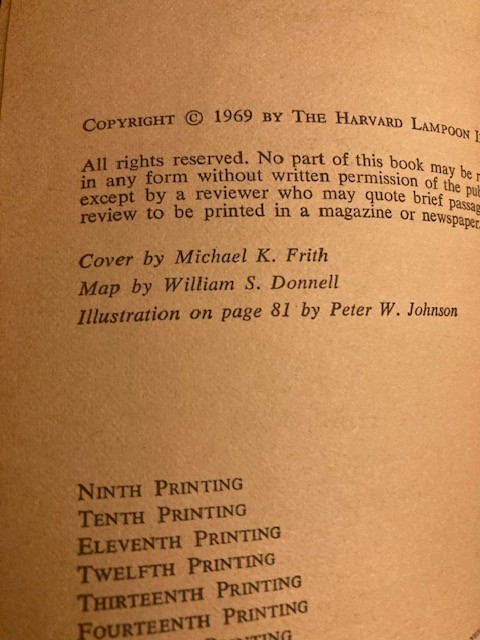 COPYRIGHT © 1969 BY THE HARVARD LAMPOON
All rights reserved. No part of this book may be
in any form without written permission of the
except by a reviewer who may quote brief
review to be printed in a magazine or newspaper
Cover by Michael K. Frith
Map by William S. Donnell
Illustration on page 81 by Peter W. Johnson
NINTH PRINTING
TENTH PRINTING
ELEVENTH PRINTING
TWELFTH PRINTING
THIRTEENTH PRINTING
FOURTEENTH PRINTING
PRINTING